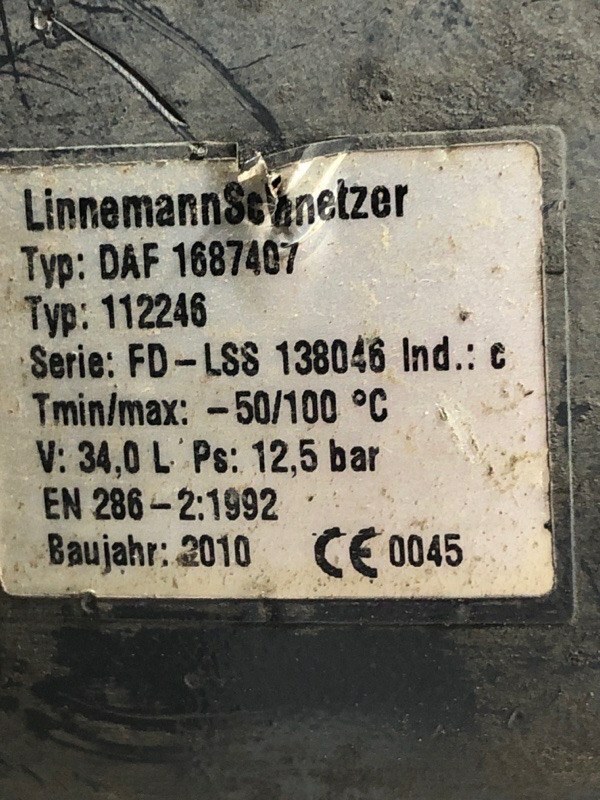 LinnemannSchnetzer
Typ: DAF 1687407
Typ: 112246
Serie: FD-LSS 138046 Ind.: c
Tmin/max: -50/100 °C
V: 34,0 L Ps: 12,5 bar
EN 286-2:1992
Baujahr: 2010 CE 0045